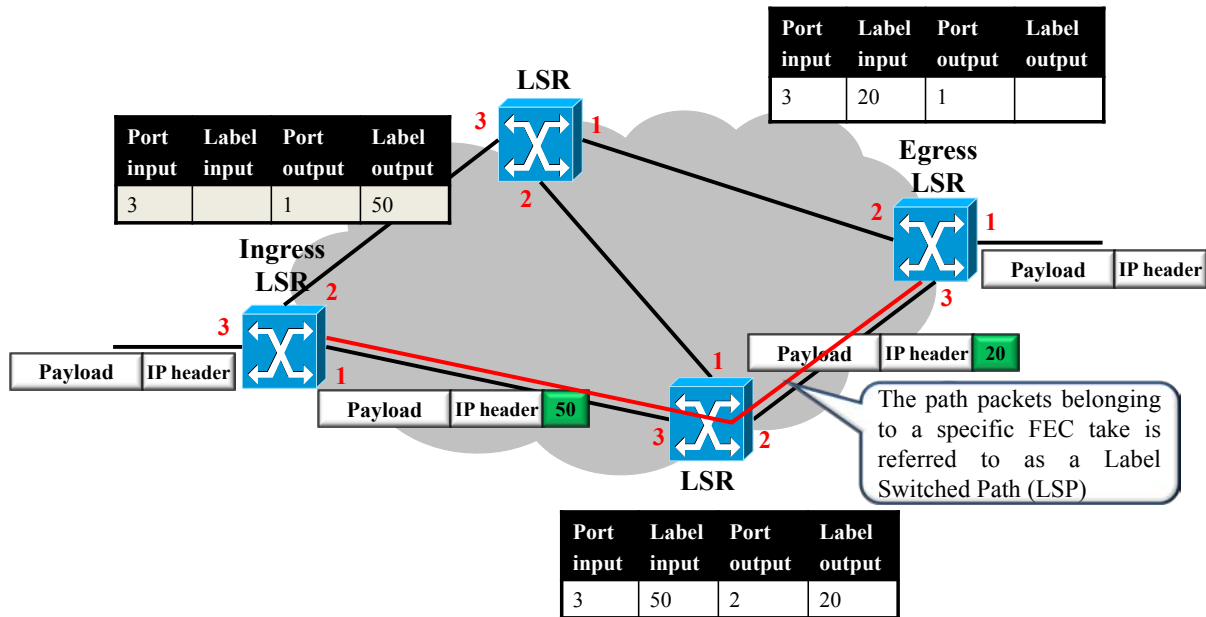 Port input Label input Port output Label output
3 20 1
LSR
3
1
2
Port input Label input Port output Label output
3 1 50
Egress
LSR
2
1
3
Payload IP header
Ingress
LSR
2
3
1
Payload IP header
Payload IP header 50
Payload IP header 20
1
3
2
LSR
The path packets belonging
to a specific FEC take is
referred to as a Label
Switched Path (LSP)
Port input Label input Port output Label output
3 50 2 20